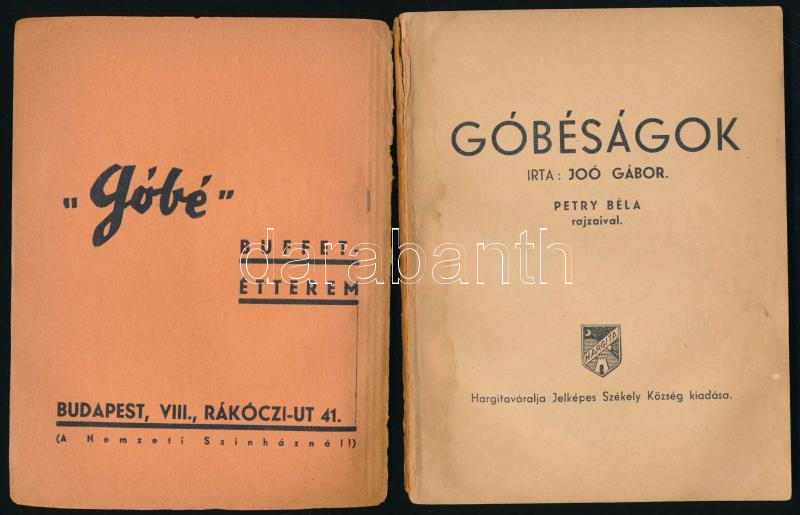 "Góbé"
BUFFET-
ÉTTEREM
BUDAPEST, VIII., RÁKÓCZI-UT 41.
(A Nemzeti Szinháznál!)
GÓBÉSÁGOK
IRTA: JOÓ GÁBOR.
PETRY BÉLA
rajzaival.
HARGITA
Hargitaváralja Jelképes Székely Község kiadása.
darabanth